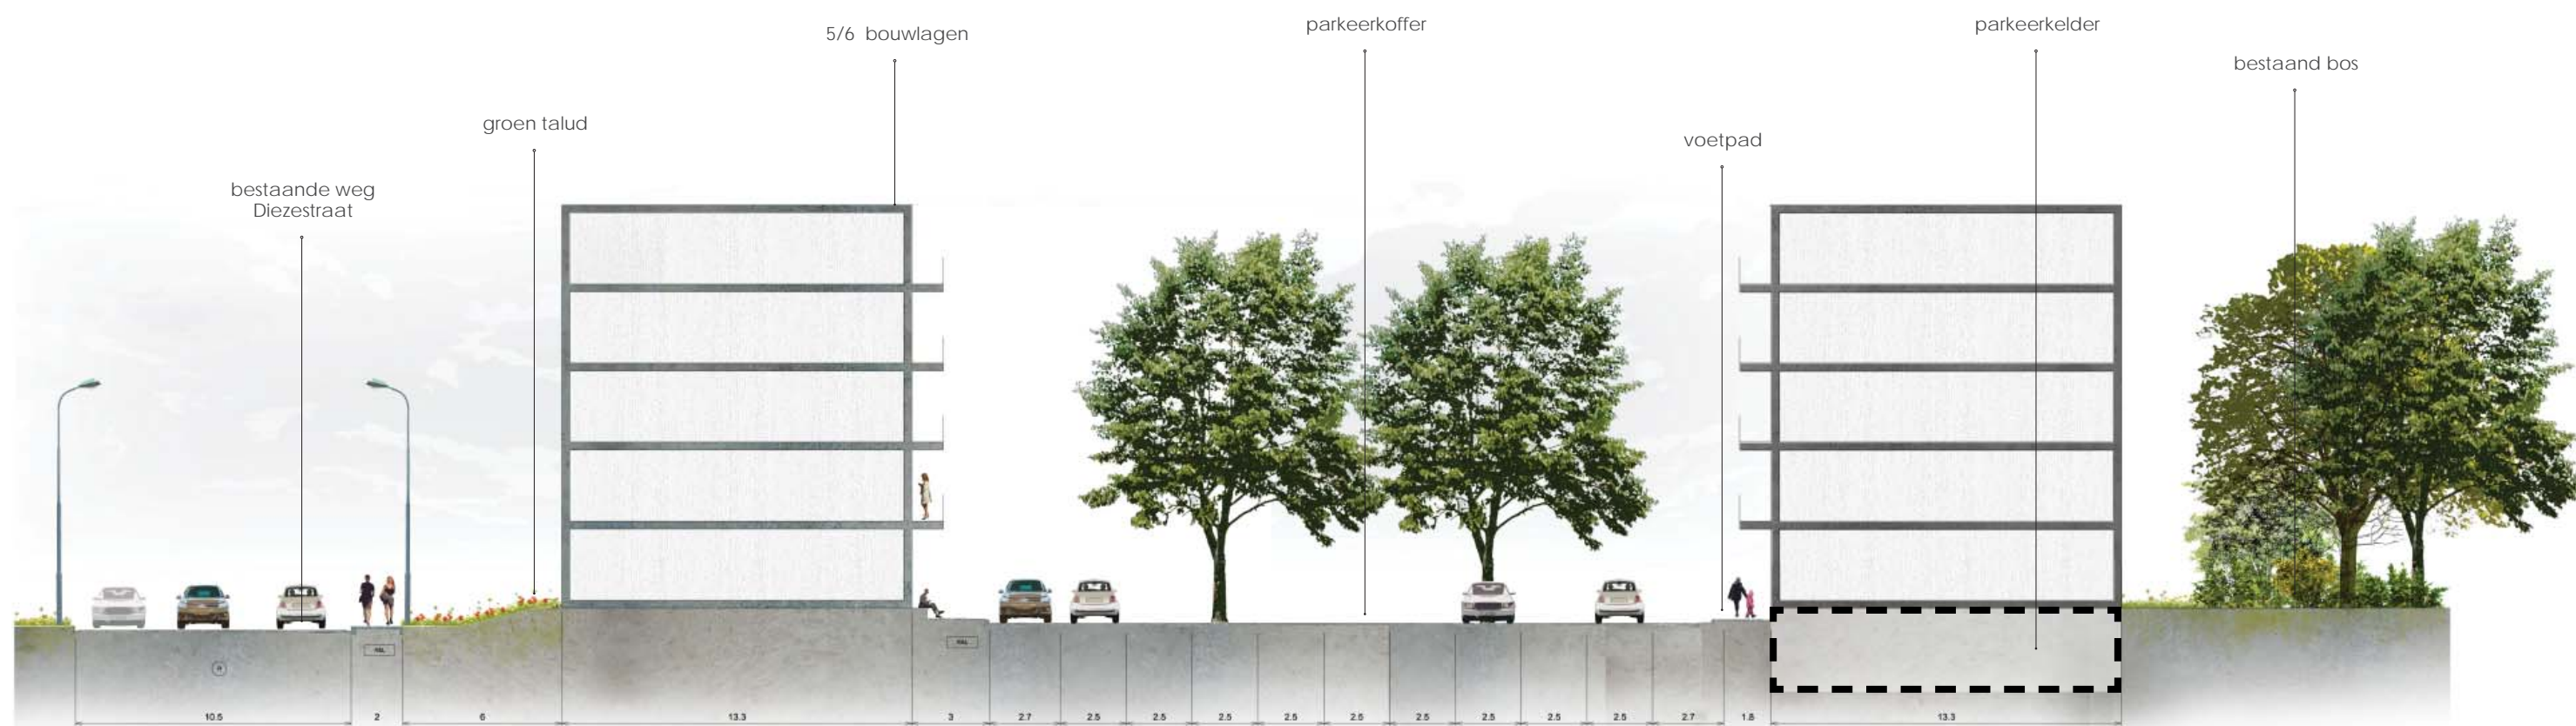 5/6 bouwlagen
parkeerkoffer
parkeerkelder
bestaand bos
groen talud
voetpad
bestaande weg
Diezestraat
K&L
K&L
10.5 2 6 13.3 3 2.7 2.5 2.5 2.5 2.5 2.5 2.5 2.5 2.5 2.5 2.7 1.8 13.3